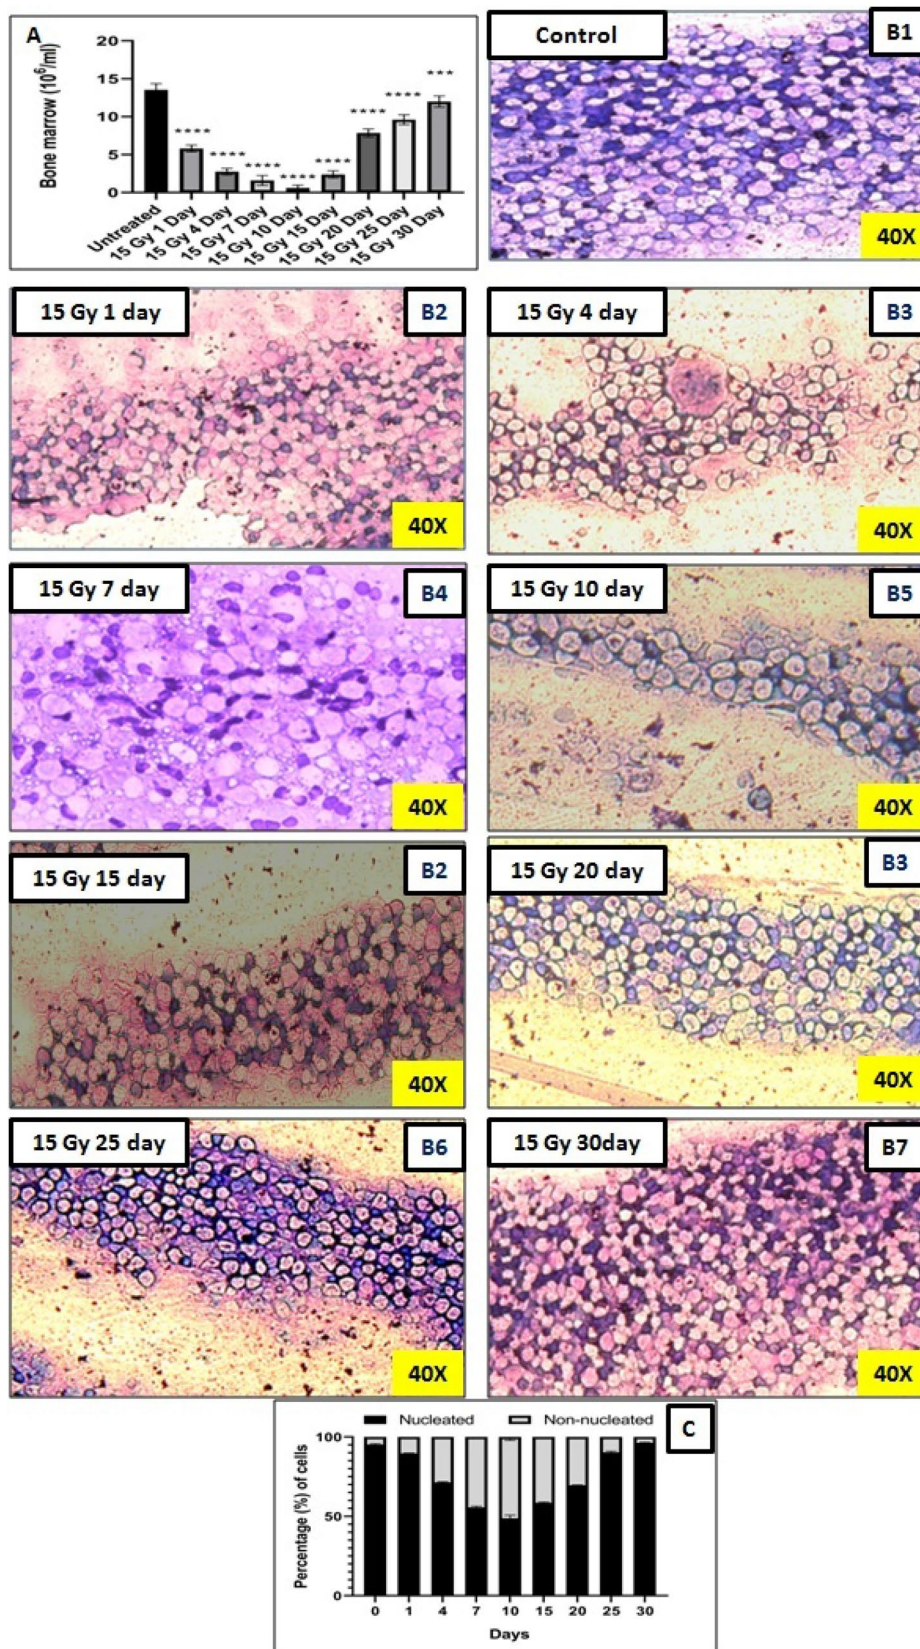 A
Bone marrow (10⁶/ml)
20
15
10
5
0
****
****
****
****
****
****
****
***
Untreated
15 Gy 1 Day
15 Gy 4 Day
15 Gy 7 Day
15 Gy 10 Day
15 Gy 15 Day
15 Gy 20 Day
15 Gy 25 Day
15 Gy 30 Day
Control
B1
40X
15 Gy 1 day
B2
40X
15 Gy 4 day
B3
40X
15 Gy 7 day
B4
40X
15 Gy 10 day
B5
40X
15 Gy 15 day
B2
40X
15 Gy 20 day
B3
40X
15 Gy 25 day
B6
40X
15 Gy 30day
B7
40X
Nucleated
Non-nucleated
C
Percentage (%) of cells
100
50
0
0 1 4 7 10 15 20 25 30
Days